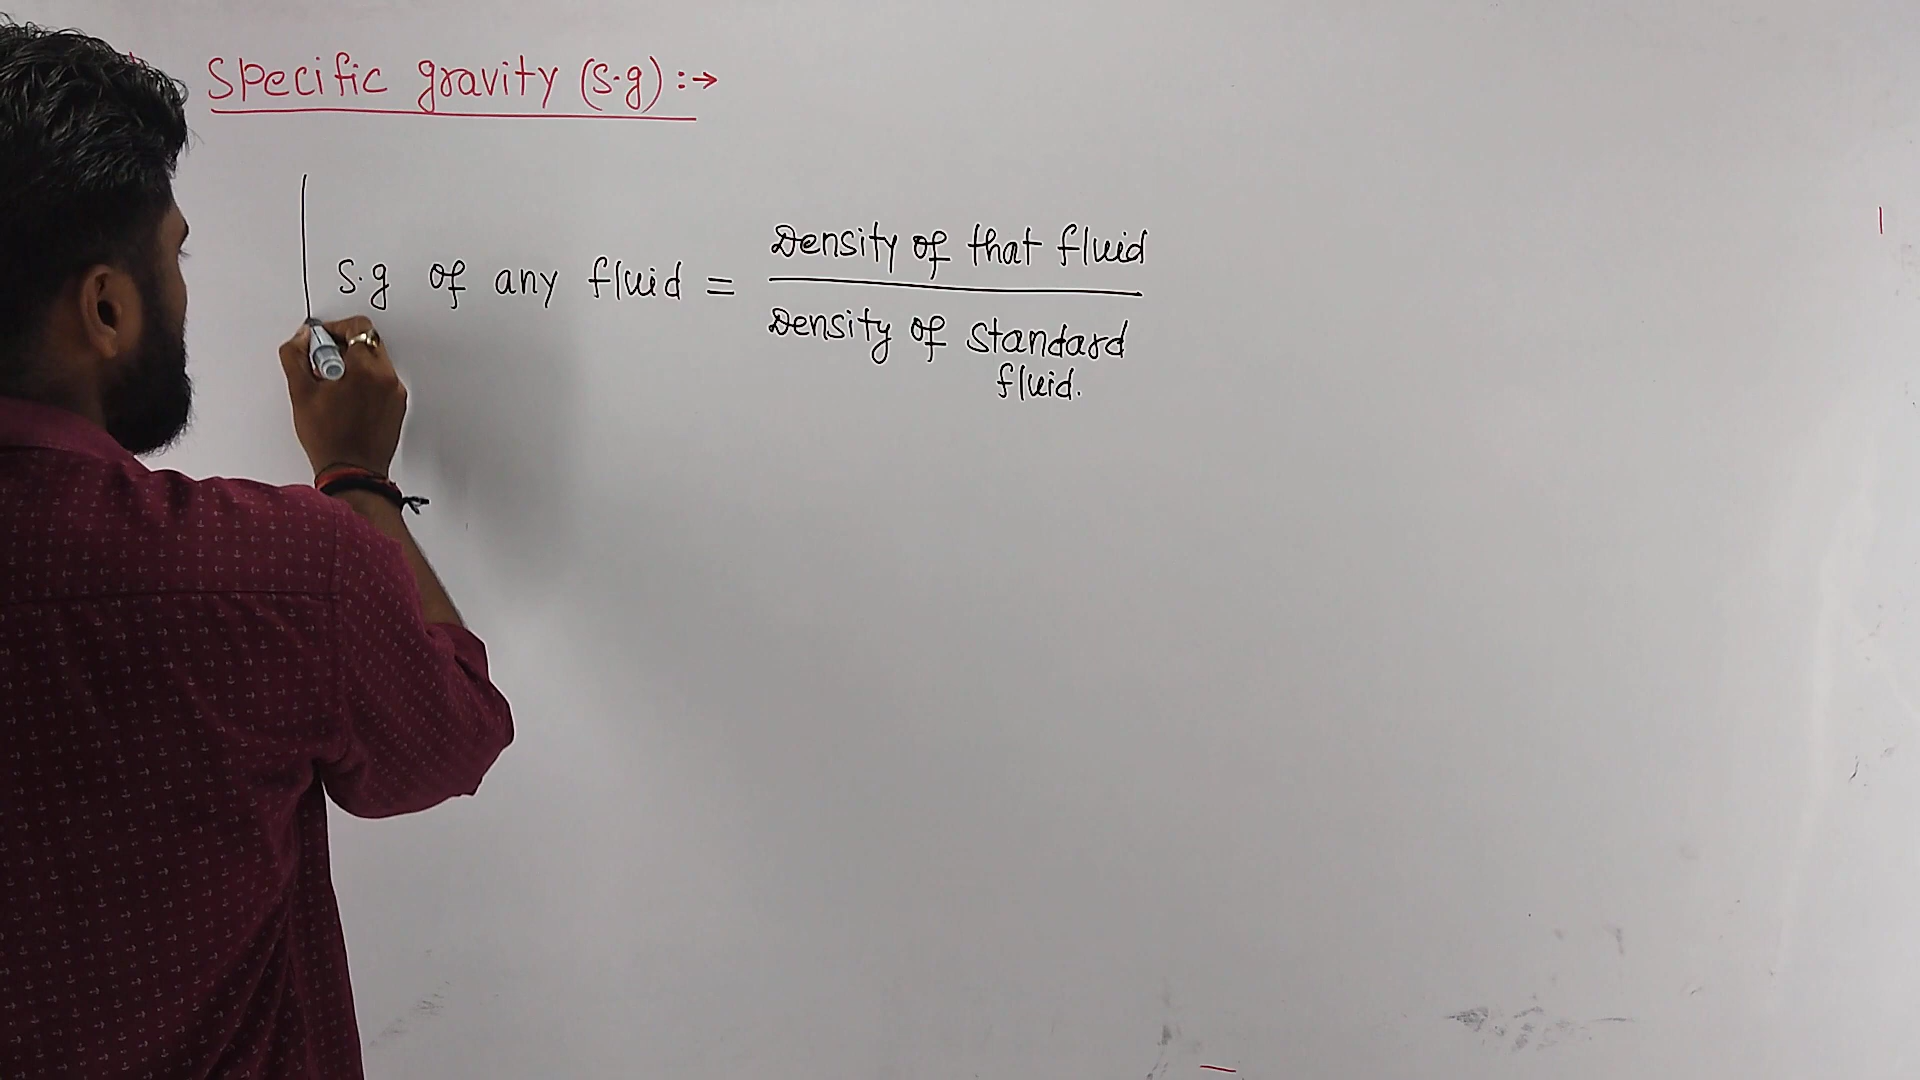 Specific gravity (s.g) :→
S.g of any fluid = Density of that fluid
Density of standard
fluid.